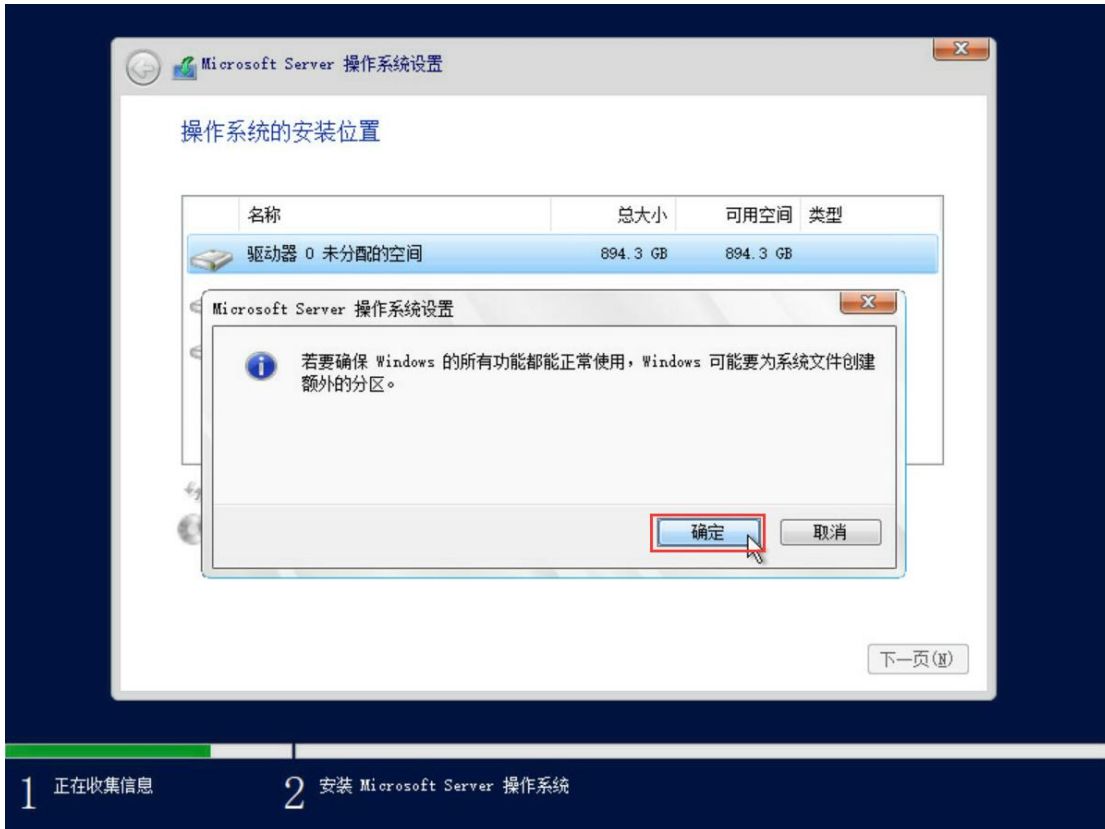 Microsoft Server 操作系统设置
操作系统的安装位置
名称 总大小 可用空间 类型
驱动器 0 未分配的空间 894.3 GB 894.3 GB
Microsoft Server 操作系统设置
若要确保 Windows 的所有功能都能正常使用，Windows 可能要为系统文件创建
额外的分区。
确定 取消
下一页(N)
1 正在收集信息 2 安装 Microsoft Server 操作系统